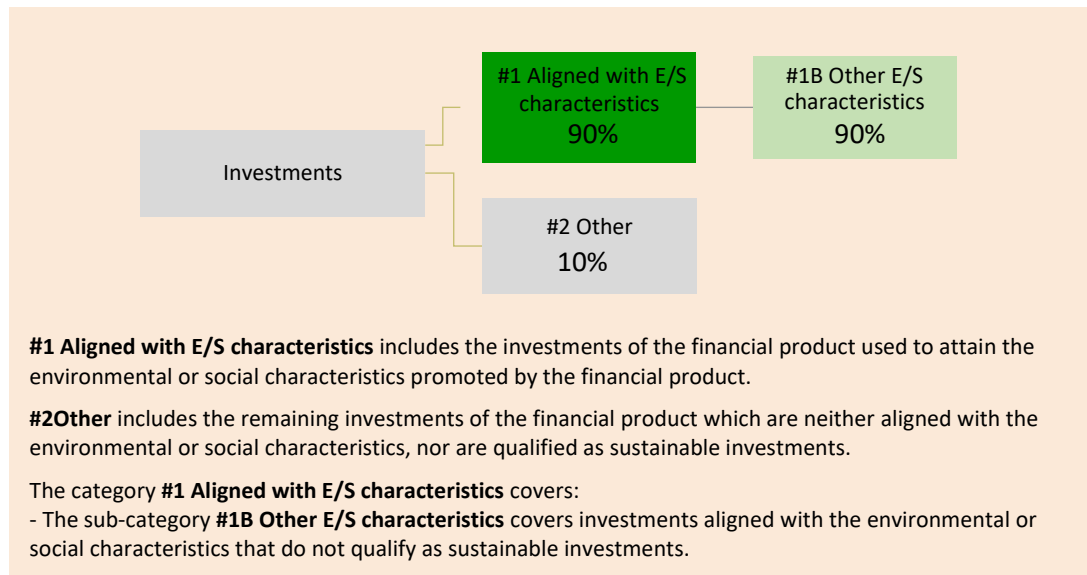 #1 Aligned with E/S
characteristics
90%
#1B Other E/S
characteristics
90%
Investments
#2 Other
10%
#1 Aligned with E/S characteristics includes the investments of the financial product used to attain the
environmental or social characteristics promoted by the financial product.
#2Other includes the remaining investments of the financial product which are neither aligned with the
environmental or social characteristics, nor are qualified as sustainable investments.
The category #1 Aligned with E/S characteristics covers:
- The sub-category #1B Other E/S characteristics covers investments aligned with the environmental or
social characteristics that do not qualify as sustainable investments.